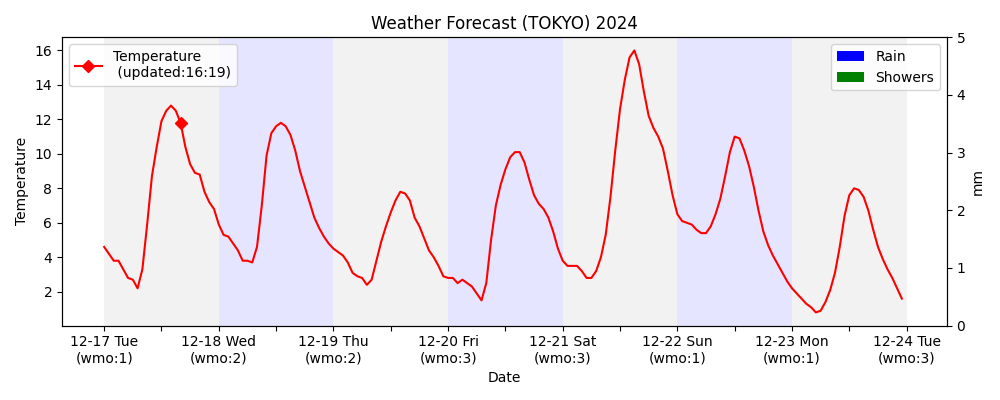 Weather Forecast (TOKYO) 2024
Temperature
(updated:16:19)
Rain
Showers
16
14
12
10
8
6
4
2
Temperature
5
4
3
2
1
0
mm
12-17 Tue
(wmo:1)
12-18 Wed
(wmo:2)
12-19 Thu
(wmo:2)
12-20 Fri
(wmo:3)
12-21 Sat
(wmo:3)
12-22 Sun
(wmo:1)
12-23 Mon
(wmo:1)
12-24 Tue
(wmo:3)
Date